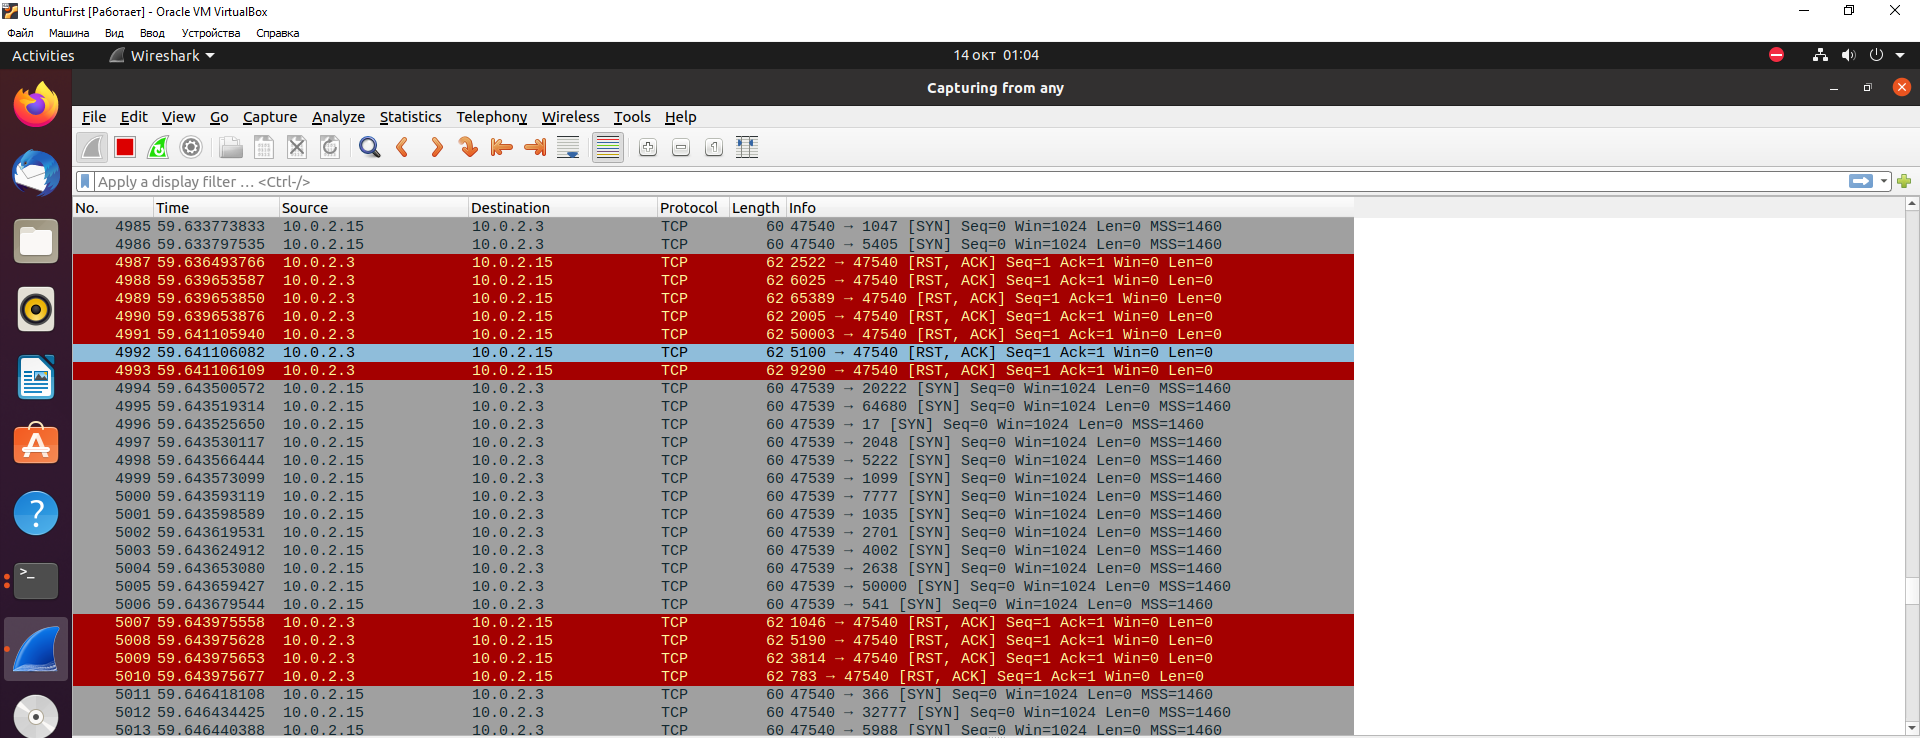 UbuntuFirst [Работает] - Oracle VM VirtualBox
Файл Машина Вид Ввод Устройства Справка
Activities Wireshark 14 окт 01:04
Capturing from any
File Edit View Go Capture Analyze Statistics Telephony Wireless Tools Help
Apply a display filter … <Ctrl-/>
No. Time Source Destination Protocol Length Info
4985 59.633773833 10.0.2.15 10.0.2.3 TCP 60 47540 → 1047 [SYN] Seq=0 Win=1024 Len=0 MSS=1460
4986 59.633797535 10.0.2.15 10.0.2.3 TCP 60 47540 → 5405 [SYN] Seq=0 Win=1024 Len=0 MSS=1460
4987 59.636493766 10.0.2.3 10.0.2.15 TCP 62 2522 → 47540 [RST, ACK] Seq=1 Ack=1 Win=0 Len=0
4988 59.639653587 10.0.2.3 10.0.2.15 TCP 62 6025 → 47540 [RST, ACK] Seq=1 Ack=1 Win=0 Len=0
4989 59.639653850 10.0.2.3 10.0.2.15 TCP 62 65389 → 47540 [RST, ACK] Seq=1 Ack=1 Win=0 Len=0
4990 59.639653876 10.0.2.3 10.0.2.15 TCP 62 2005 → 47540 [RST, ACK] Seq=1 Ack=1 Win=0 Len=0
4991 59.641105940 10.0.2.3 10.0.2.15 TCP 62 50003 → 47540 [RST, ACK] Seq=1 Ack=1 Win=0 Len=0
4992 59.641106082 10.0.2.3 10.0.2.15 TCP 62 5100 → 47540 [RST, ACK] Seq=1 Ack=1 Win=0 Len=0
4993 59.641106109 10.0.2.3 10.0.2.15 TCP 62 9290 → 47540 [RST, ACK] Seq=1 Ack=1 Win=0 Len=0
4994 59.643500572 10.0.2.15 10.0.2.3 TCP 60 47539 → 20222 [SYN] Seq=0 Win=1024 Len=0 MSS=1460
4995 59.643519314 10.0.2.15 10.0.2.3 TCP 60 47539 → 64680 [SYN] Seq=0 Win=1024 Len=0 MSS=1460
4996 59.643525650 10.0.2.15 10.0.2.3 TCP 60 47539 → 17 [SYN] Seq=0 Win=1024 Len=0 MSS=1460
4997 59.643530117 10.0.2.15 10.0.2.3 TCP 60 47539 → 2048 [SYN] Seq=0 Win=1024 Len=0 MSS=1460
4998 59.643566444 10.0.2.15 10.0.2.3 TCP 60 47539 → 5222 [SYN] Seq=0 Win=1024 Len=0 MSS=1460
4999 59.643573099 10.0.2.15 10.0.2.3 TCP 60 47539 → 1099 [SYN] Seq=0 Win=1024 Len=0 MSS=1460
5000 59.643593119 10.0.2.15 10.0.2.3 TCP 60 47539 → 7777 [SYN] Seq=0 Win=1024 Len=0 MSS=1460
5001 59.643598589 10.0.2.15 10.0.2.3 TCP 60 47539 → 1035 [SYN] Seq=0 Win=1024 Len=0 MSS=1460
5002 59.643619531 10.0.2.15 10.0.2.3 TCP 60 47539 → 2701 [SYN] Seq=0 Win=1024 Len=0 MSS=1460
5003 59.643624912 10.0.2.15 10.0.2.3 TCP 60 47539 → 4002 [SYN] Seq=0 Win=1024 Len=0 MSS=1460
5004 59.643653080 10.0.2.15 10.0.2.3 TCP 60 47539 → 2638 [SYN] Seq=0 Win=1024 Len=0 MSS=1460
5005 59.643659427 10.0.2.15 10.0.2.3 TCP 60 47539 → 50000 [SYN] Seq=0 Win=1024 Len=0 MSS=1460
5006 59.643679544 10.0.2.15 10.0.2.3 TCP 60 47539 → 541 [SYN] Seq=0 Win=1024 Len=0 MSS=1460
5007 59.643975558 10.0.2.3 10.0.2.15 TCP 62 1046 → 47540 [RST, ACK] Seq=1 Ack=1 Win=0 Len=0
5008 59.643975628 10.0.2.3 10.0.2.15 TCP 62 5190 → 47540 [RST, ACK] Seq=1 Ack=1 Win=0 Len=0
5009 59.643975653 10.0.2.3 10.0.2.15 TCP 62 3814 → 47540 [RST, ACK] Seq=1 Ack=1 Win=0 Len=0
5010 59.643975677 10.0.2.3 10.0.2.15 TCP 62 783 → 47540 [RST, ACK] Seq=1 Ack=1 Win=0 Len=0
5011 59.646418108 10.0.2.15 10.0.2.3 TCP 60 47540 → 366 [SYN] Seq=0 Win=1024 Len=0 MSS=1460
5012 59.646434425 10.0.2.15 10.0.2.3 TCP 60 47540 → 32777 [SYN] Seq=0 Win=1024 Len=0 MSS=1460
5013 59.646440388 10.0.2.15 10.0.2.3 TCP 60 47540 → 5988 [SYN] Seq=0 Win=1024 Len=0 MSS=1460